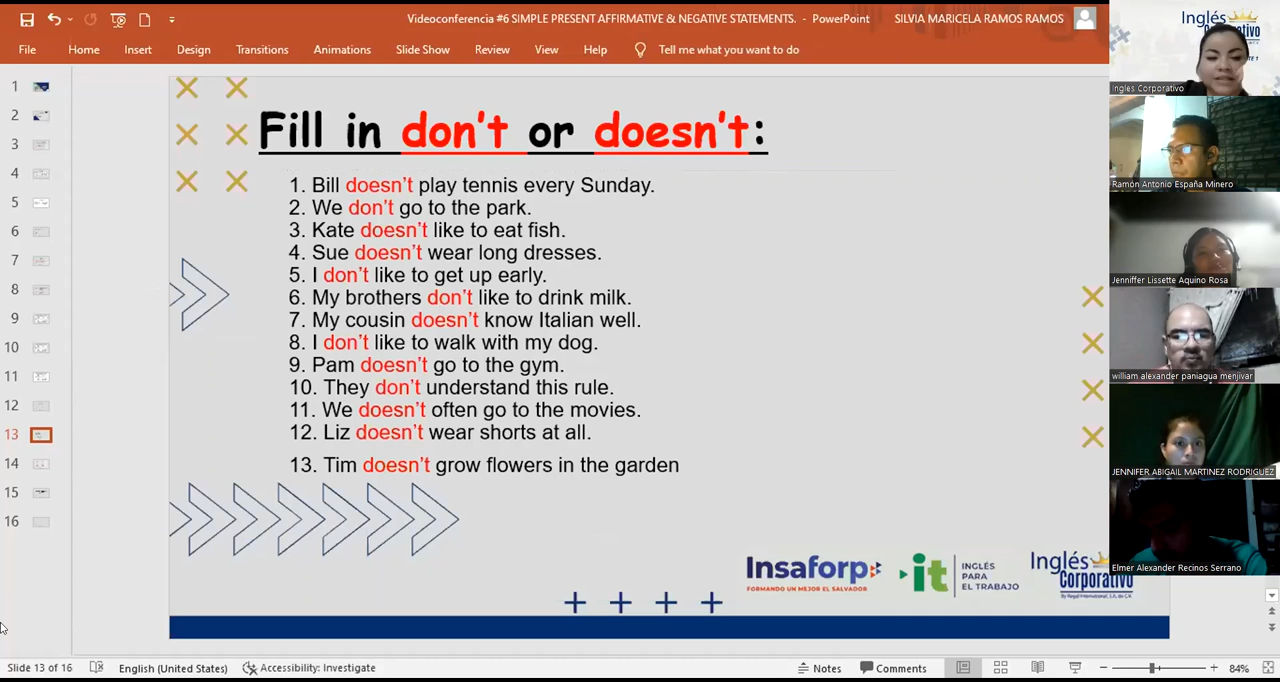 Videoconferencia #6 SIMPLE PRESENT AFFIRMATIVE & NEGATIVE STATEMENTS. - PowerPoint
SILVIA MARICELA RAMOS RAMOS
File Home Insert Design Transitions Animations Slide Show Review View Help Tell me what you want to do
1
2
3
4
5
6
7
8
9
10
11
12
13
14
15
16
Fill in don't or doesn't:
1. Bill doesn't play tennis every Sunday.
2. We don't go to the park.
3. Kate doesn't like to eat fish.
4. Sue doesn't wear long dresses.
5. I don't like to get up early.
6. My brothers don't like to drink milk.
7. My cousin doesn't know Italian well.
8. I don't like to walk with my dog.
9. Pam doesn't go to the gym.
10. They don't understand this rule.
11. We doesn't often go to the movies.
12. Liz doesn't wear shorts at all.
13. Tim doesn't grow flowers in the garden
Insaforp
FORMANDO UN MEJOR EL SALVADOR
it
INGLÉS
PARA
EL TRABAJO
Inglés
Corporativo
Inglés
Corporativo
Ingles Corporativo
Ramón Antonio España Minero
Jenniffer Lissette Aquino Rosa
william alexander paniagua menjivar
JENNIFER ABIGAIL MARTINEZ RODRIGUEZ
Elmer Alexander Recinos Serrano
Slide 13 of 16 English (United States) Accessibility: Investigate Notes Comments 84%